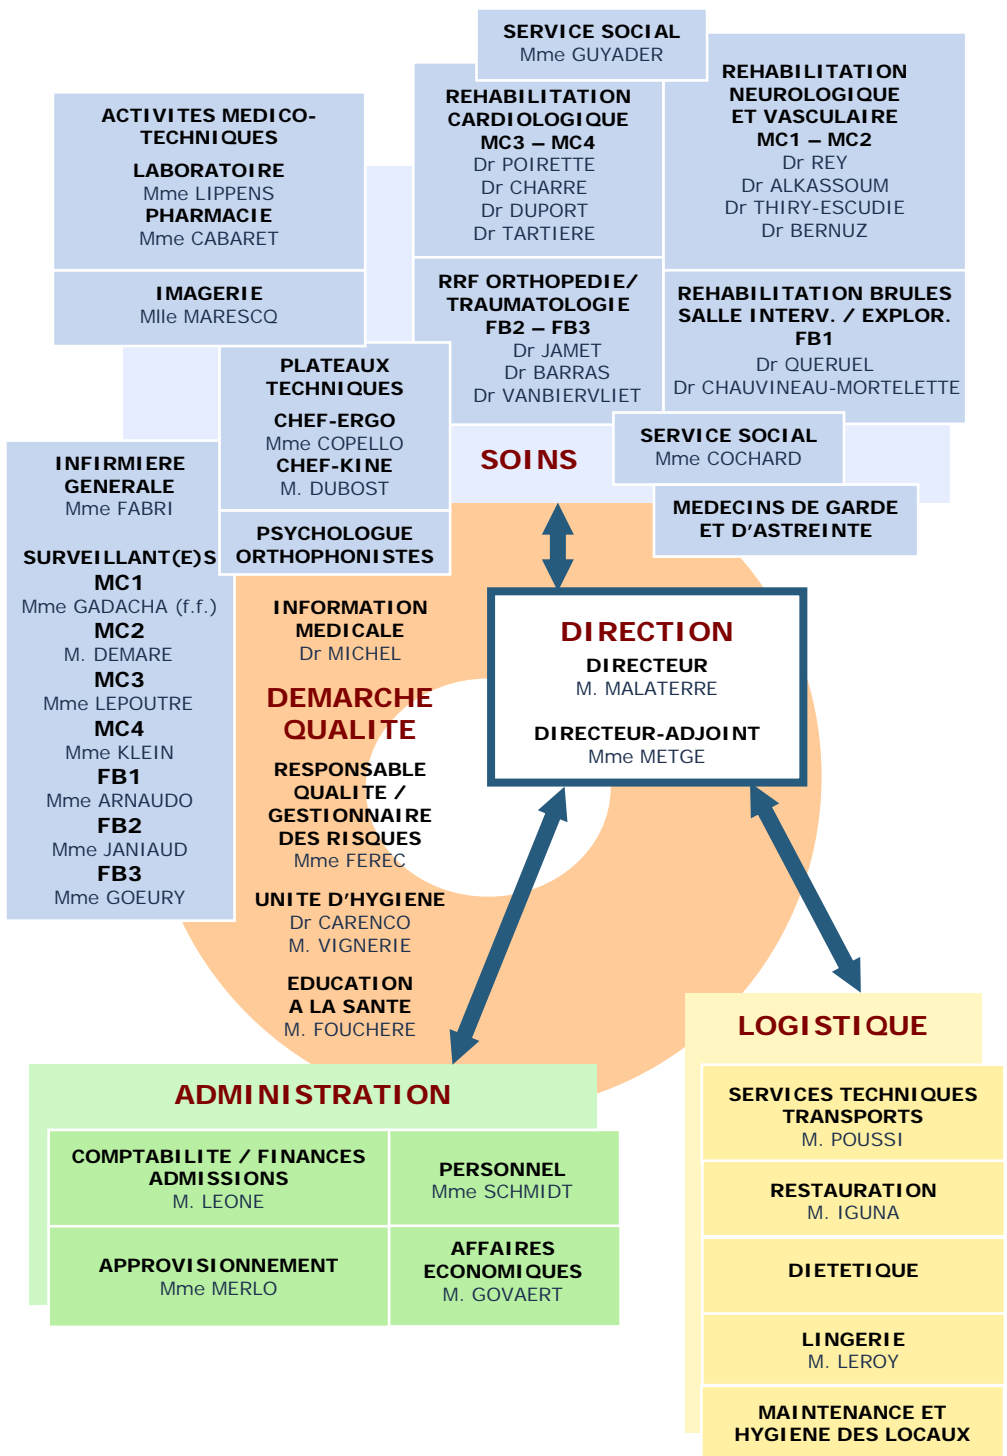 SERVICE SOCIAL
Mme GUYADER
REHABILITATION
CARDIOLOGIQUE
MC3 – MC4
Dr POIRETTE
Dr CHARRE
Dr DUPORT
Dr TARTIERE
REHABILITATION
NEUROLOGIQUE
ET VASCULAIRE
MC1 – MC2
Dr REY
Dr ALKASSOUM
Dr THIRY-ESCUDIE
Dr BERNUZ
ACTIVITES MEDICO-
TECHNIQUES
LABORATOIRE
Mme LIPPENS
PHARMACIE
Mme CABARET
IMAGERIE
Mlle MARESCQ
RRF ORTHOPEDIE/
TRAUMATOLOGIE
FB2 – FB3
Dr JAMET
Dr BARRAS
Dr VANBIERVLIET
REHABILITATION BRULES
SALLE INTERV. / EXPLOR.
FB1
Dr QUERUEL
Dr CHAUVINEAU-MORTELETTE
PLATEAUX
TECHNIQUES
CHEF-ERGO
Mme COPELLO
CHEF-KINE
M. DUBOST
PSYCHOLOGUE
ORTHOPHONISTES
SOINS
SERVICE SOCIAL
Mme COCHARD
MEDECINS DE GARDE
ET D'ASTREINTE
INFIRMIERE
GENERALE
Mme FABRI
SURVEILLANT(E)S
MC1
Mme GADACHA (f.f.)
MC2
M. DEMARE
MC3
Mme LEPOUTRE
MC4
Mme KLEIN
FB1
Mme ARNAUDO
FB2
Mme JANIAUD
FB3
Mme GOEURY
INFORMATION
MEDICALE
Dr MICHEL
DEMARCHE
QUALITE
RESPONSABLE
QUALITE /
GESTIONNAIRE
DES RISQUES
Mme FEREC
UNITE D'HYGIENE
Dr CARENCO
M. VIGNERIE
EDUCATION
A LA SANTE
M. FOUCHERE
DIRECTION
DIRECTEUR
M. MALATERRE
DIRECTEUR-ADJOINT
Mme METGE
ADMINISTRATION
COMPTABILITE / FINANCES
ADMISSIONS
M. LEONE
PERSONNEL
Mme SCHMIDT
APPROVISIONNEMENT
Mme MERLO
AFFAIRES
ECONOMIQUES
M. GOVAERT
LOGISTIQUE
SERVICES TECHNIQUES
TRANSPORTS
M. POUSSI
RESTAURATION
M. IGUNA
DIETETIQUE
LINGERIE
M. LEROY
MAINTENANCE ET
HYGIENE DES LOCAUX